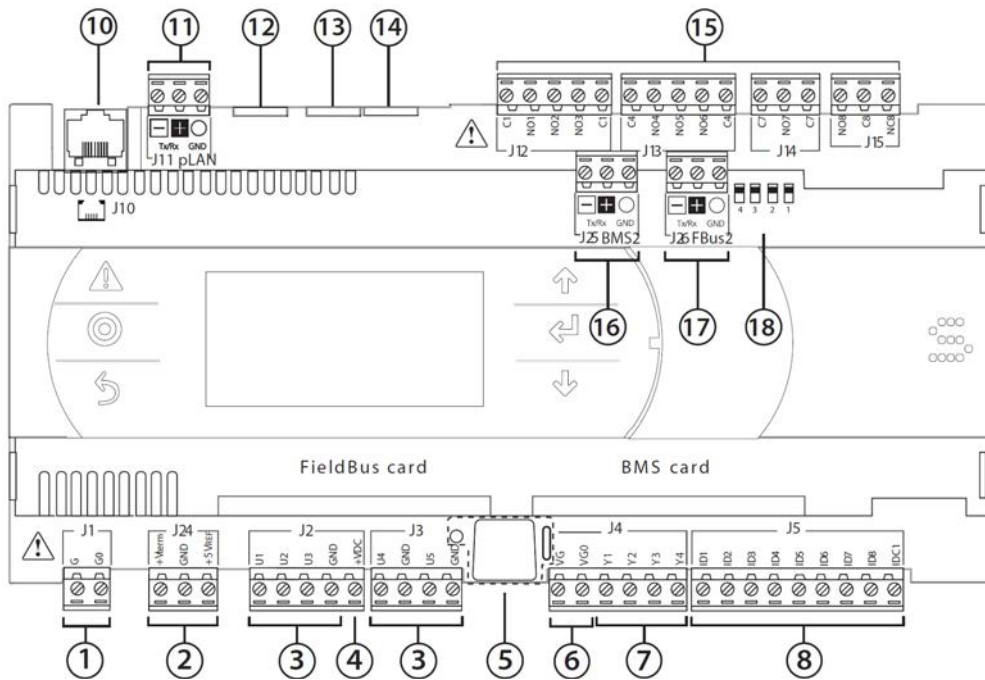 10 11 12 13 14 15
C1 NO1 NO2 NO3 C1 C4 NO4 NO5 NO6 C4 C7 NO7 C7 NO8 C8 NC8
J12 J13 J14 J15
- + Tx/Rx GND
J11 pLAN
J10
- + Tx/Rx GND
J25 BMS2
- + Tx/Rx GND
J26 FBus2
4 3 2 1
16 17 18
FieldBus card BMS card
J1 J24 J2 J3 J4 J5
G G0 +Vterm GND +5VREF U1 U2 U3 GND +VDC U4 GND U5 GND VG VG0 Y1 Y2 Y3 Y4 ID1 ID2 ID3 ID4 ID5 ID6 ID7 ID8 IDC1
1 2 3 4 3 5 6 7 8